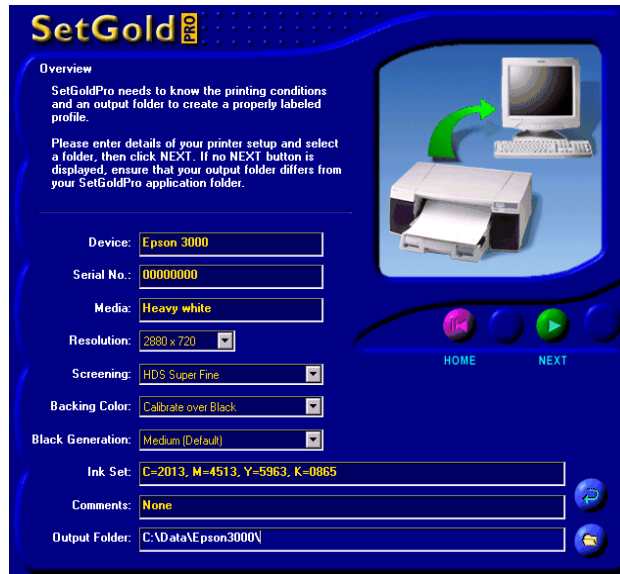 SetGold PRO
Overview
SetGoldPro needs to know the printing conditions
and an output folder to create a properly labeled
profile.
Please enter details of your printer setup and select
a folder, then click NEXT. If no NEXT button is
displayed, ensure that your output folder differs from
your SetGoldPro application folder.
Device: Epson 3000
Serial No.: 00000000
Media: Heavy white
Resolution: 2880 x 720
Screening: HDS Super Fine
Backing Color: Calibrate over Black
Black Generation: Medium (Default)
Ink Set: C=2013, M=4513, Y=5963, K=0865
Comments: None
Output Folder: C:\Data\Epson3000\
HOME NEXT